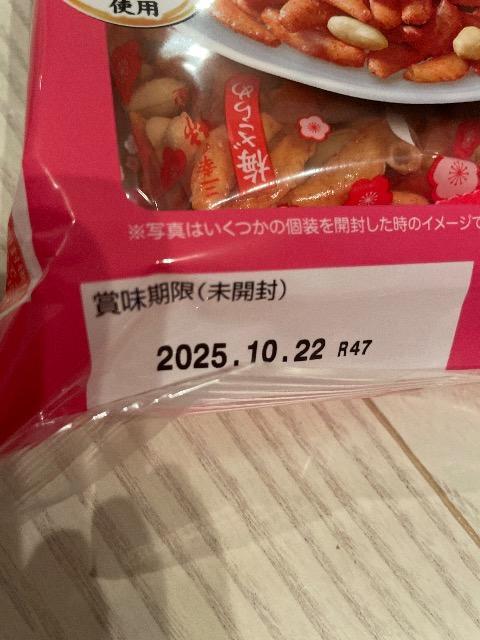 使用
梅ざらめ
三幸
※写真はいくつかの個装を開封した時のイメージで
賞味期限(未開封)
2025.10.22 R47